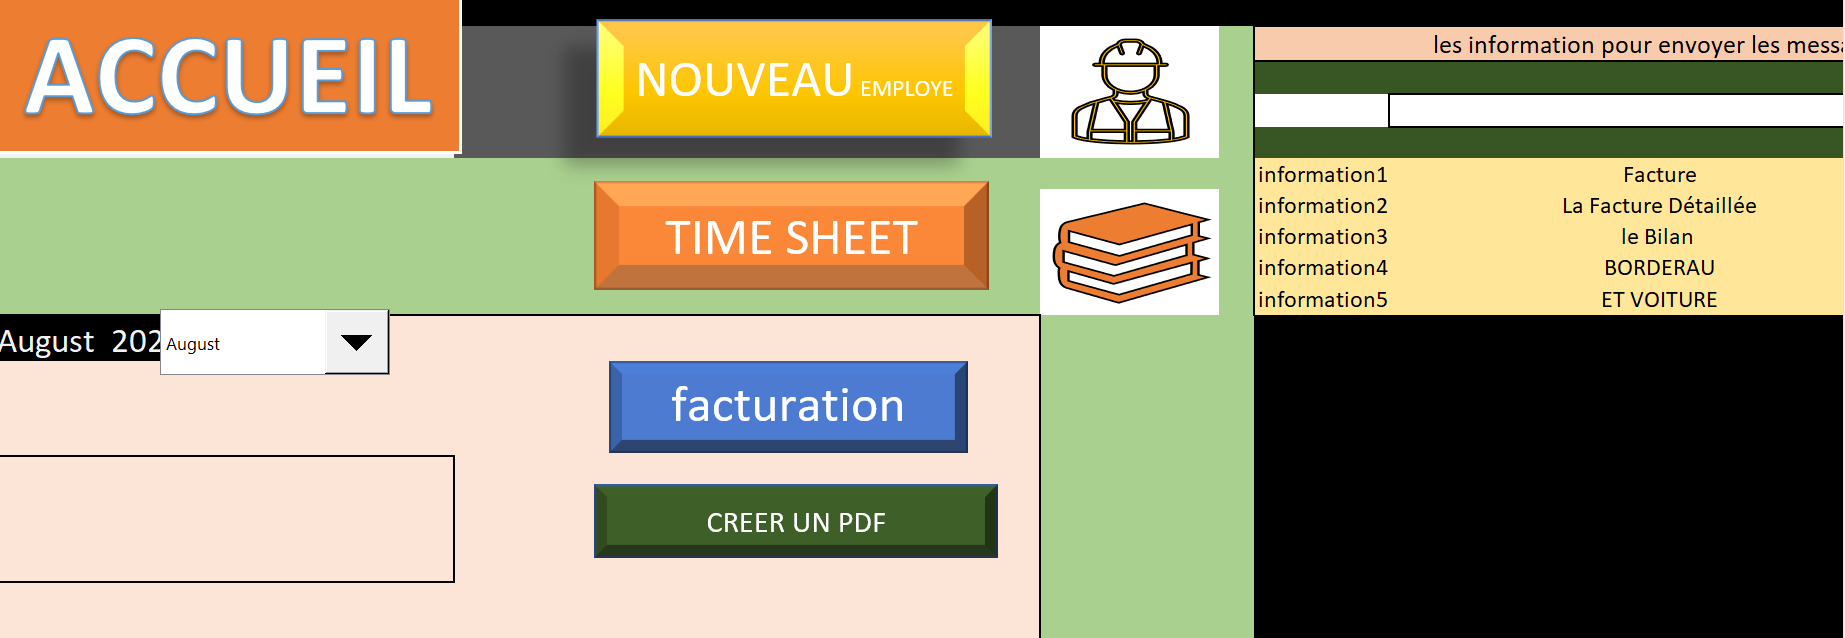 ACCUEIL
NOUVEAU EMPLOYE
TIME SHEET
August 202
August
facturation
CREER UN PDF
les information pour envoyer les messa
information1 Facture
information2 La Facture Détaillée
information3 le Bilan
information4 BORDERAU
information5 ET VOITURE